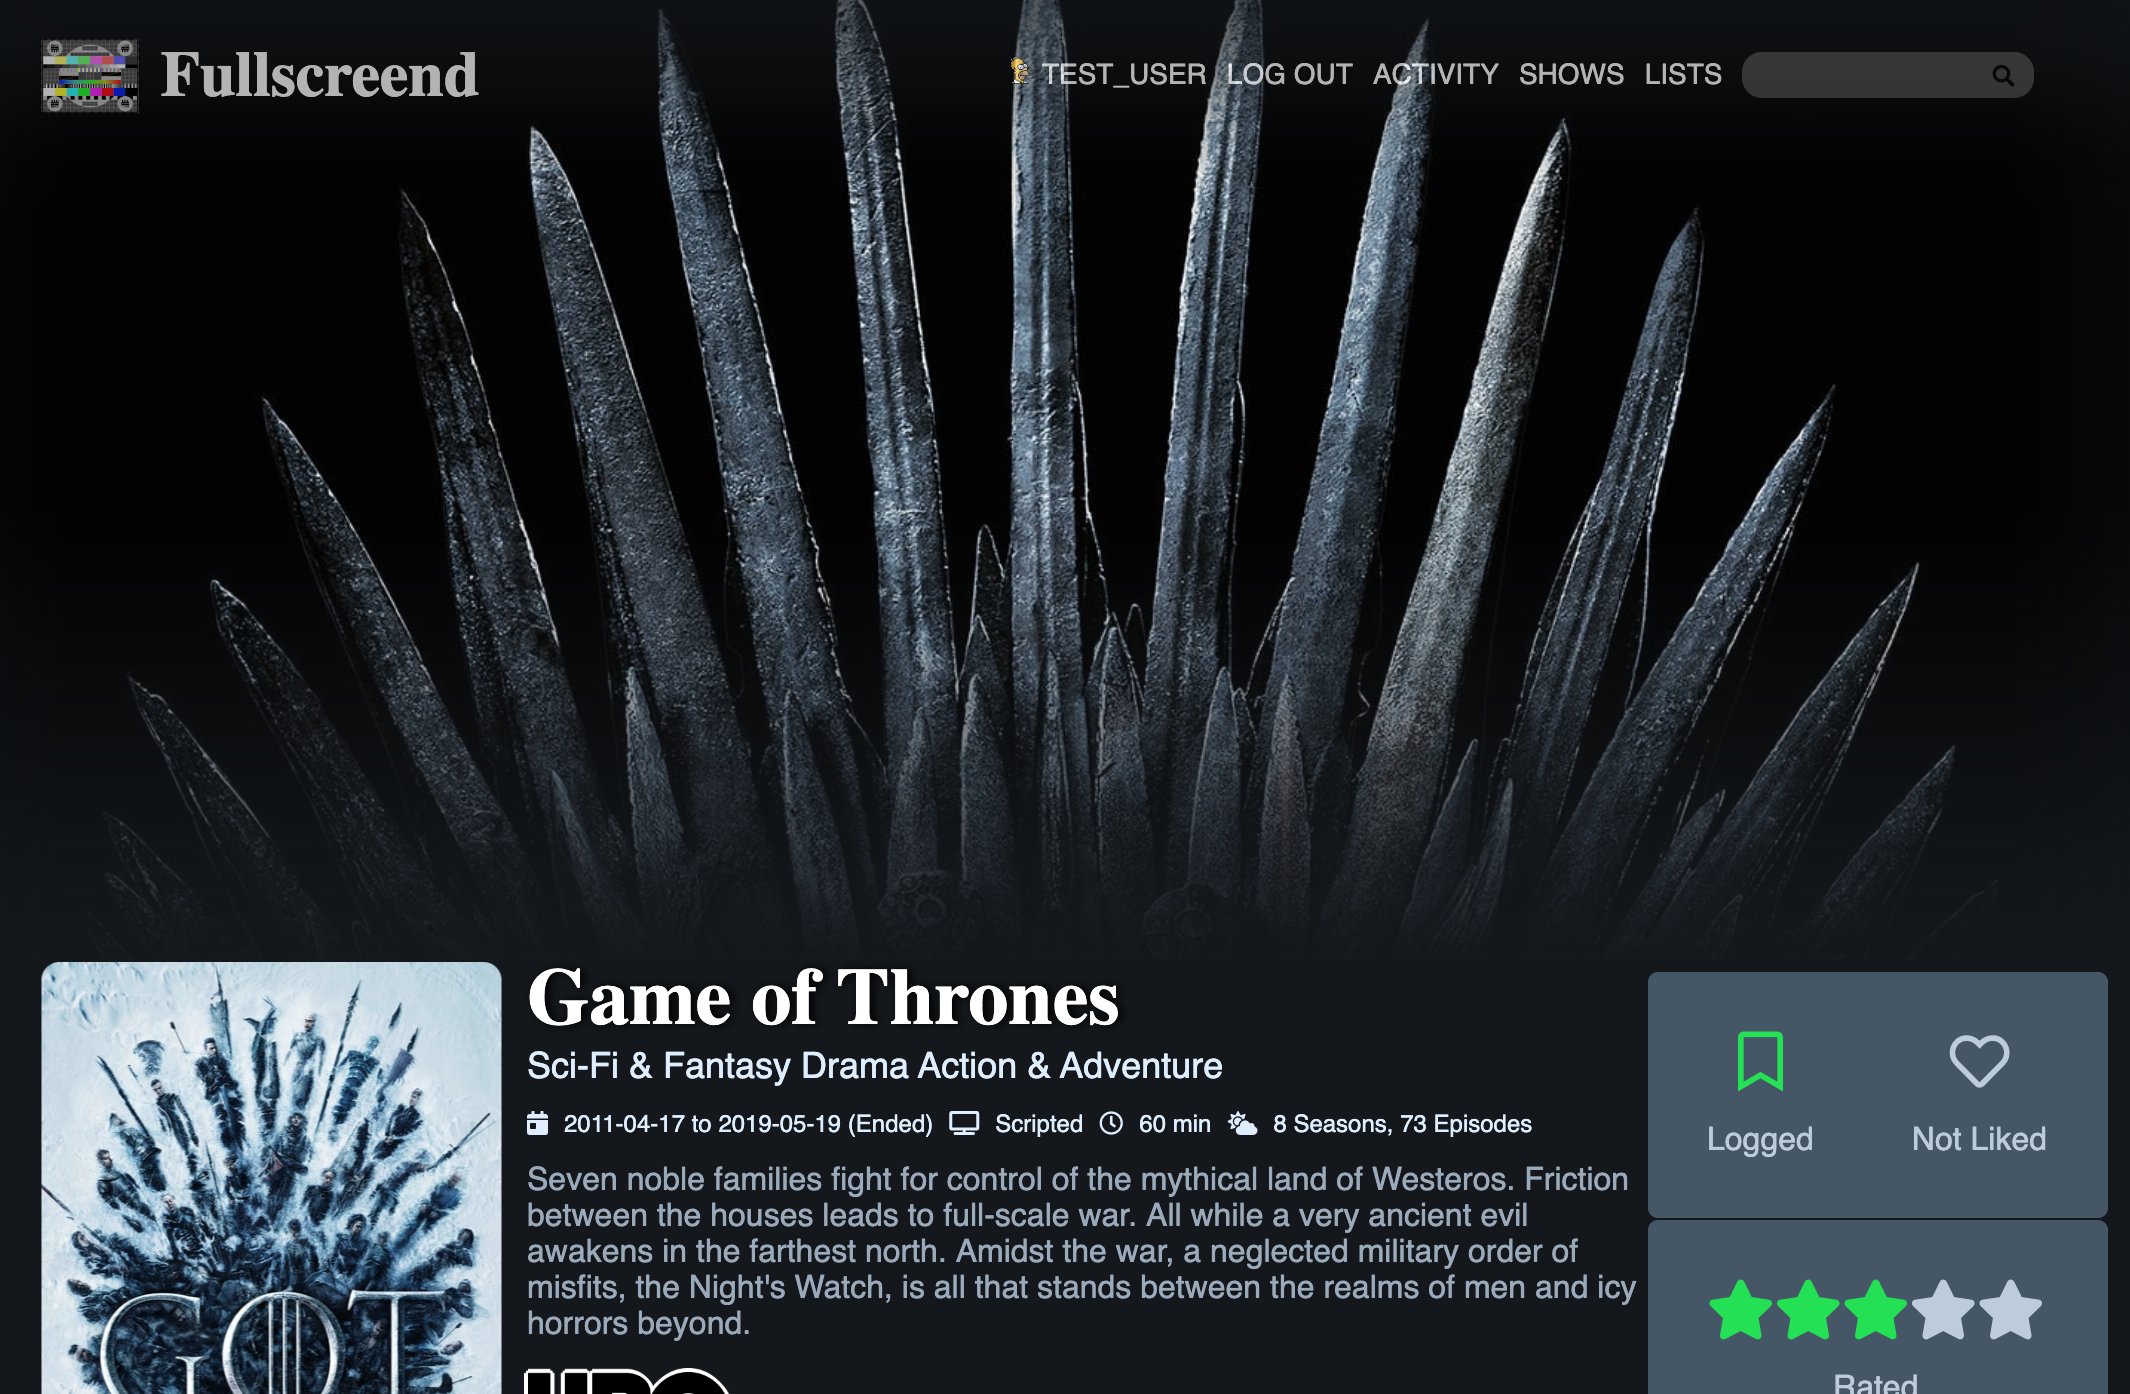 Fullscreend
TEST_USER LOG OUT ACTIVITY SHOWS LISTS
Game of Thrones
Sci-Fi & Fantasy Drama Action & Adventure
2011-04-17 to 2019-05-19 (Ended) Scripted 60 min 8 Seasons, 73 Episodes
Seven noble families fight for control of the mythical land of Westeros. Friction
between the houses leads to full-scale war. All while a very ancient evil
awakens in the farthest north. Amidst the war, a neglected military order of
misfits, the Night's Watch, is all that stands between the realms of men and icy
horrors beyond.
HBO
GOT
Logged Not Liked
Rated